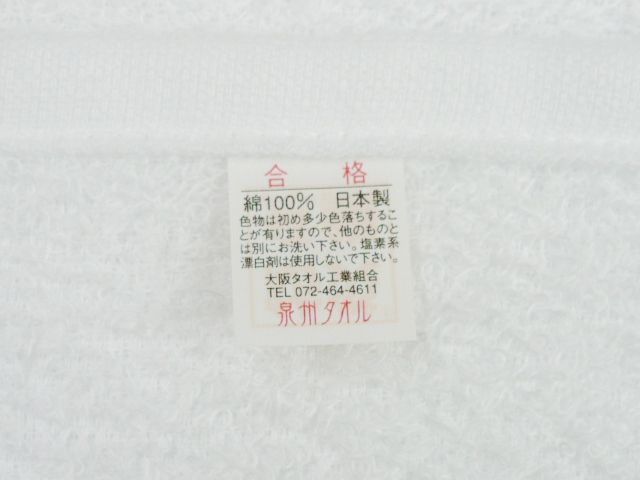 合格
綿100% 日本製
色物は初め多少色落ちするこ
とが有りますので、他のものと
は別にお洗い下さい。塩素系
漂白剤は使用しないで下さい。
大阪タオル工業組合
TEL 072-464-4611
泉州タオル